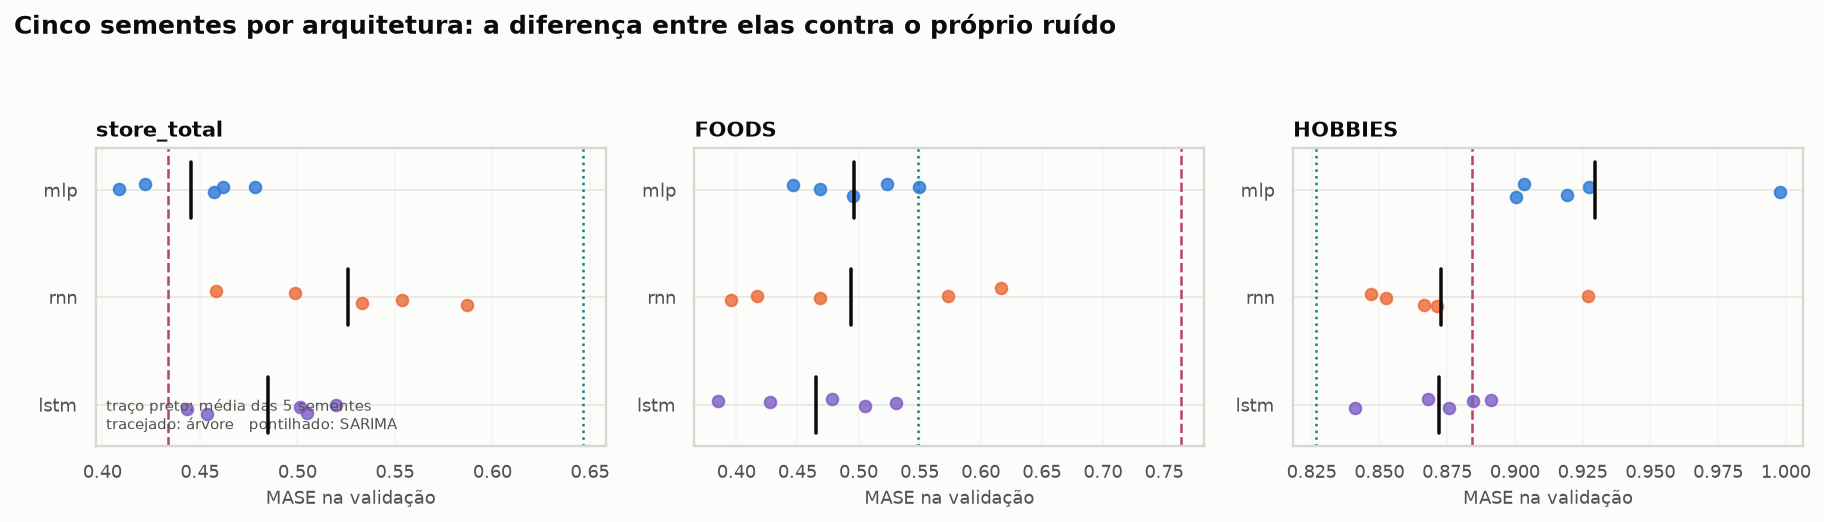 Cinco sementes por arquitetura: a diferença entre elas contra o próprio ruído
store_total
mlp
rnn
lstm
traço preto: média das 5 sementes
tracejado: árvore   pontilhado: SARIMA
0.40 0.45 0.50 0.55 0.60 0.65
MASE na validação
FOODS
mlp
rnn
lstm
0.40 0.45 0.50 0.55 0.60 0.65 0.70 0.75
MASE na validação
HOBBIES
mlp
rnn
lstm
0.825 0.850 0.875 0.900 0.925 0.950 0.975 1.000
MASE na validação